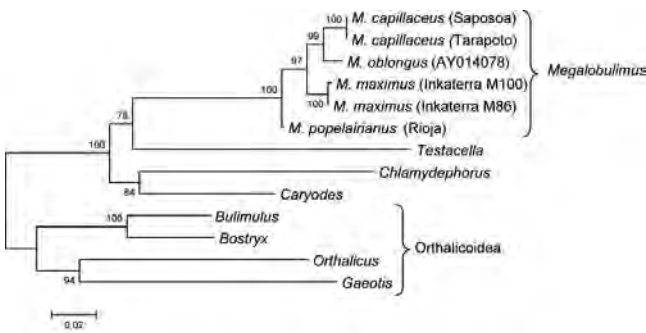 100 M. capillaceus (Saposoa)
99 M. capillaceus (Tarapoto)
97 M. oblongus (AY014078)
M. maximus (Inkaterra M100) Megalobulimus
100 100 M. maximus (Inkaterra M86)
78 M. popelairianus (Rioja)
100 Testacella
Chlamydephorus
84 Caryodes
100 Bulimulus
Bostryx Orthalicoidea
Orthalicus
94 Gaeotis
0.02